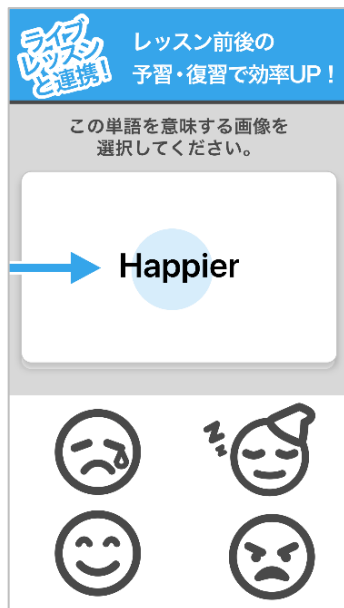 ライブ
レッスン
と連携!
レッスン前後の
予習・復習で効率UP!
この単語を意味する画像を
選択してください。
Happier
zzz